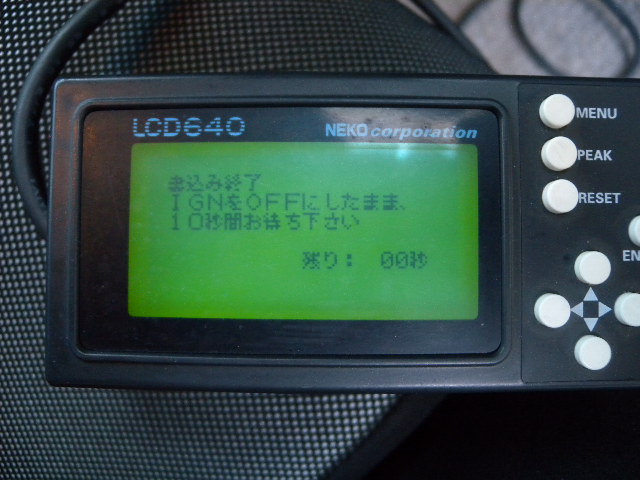 LCD640
NEKO corporation
書込み終了
IGNをOFFにしたまま、
10秒間お待ち下さい
残り： 00秒
MENU
PEAK
RESET
EN